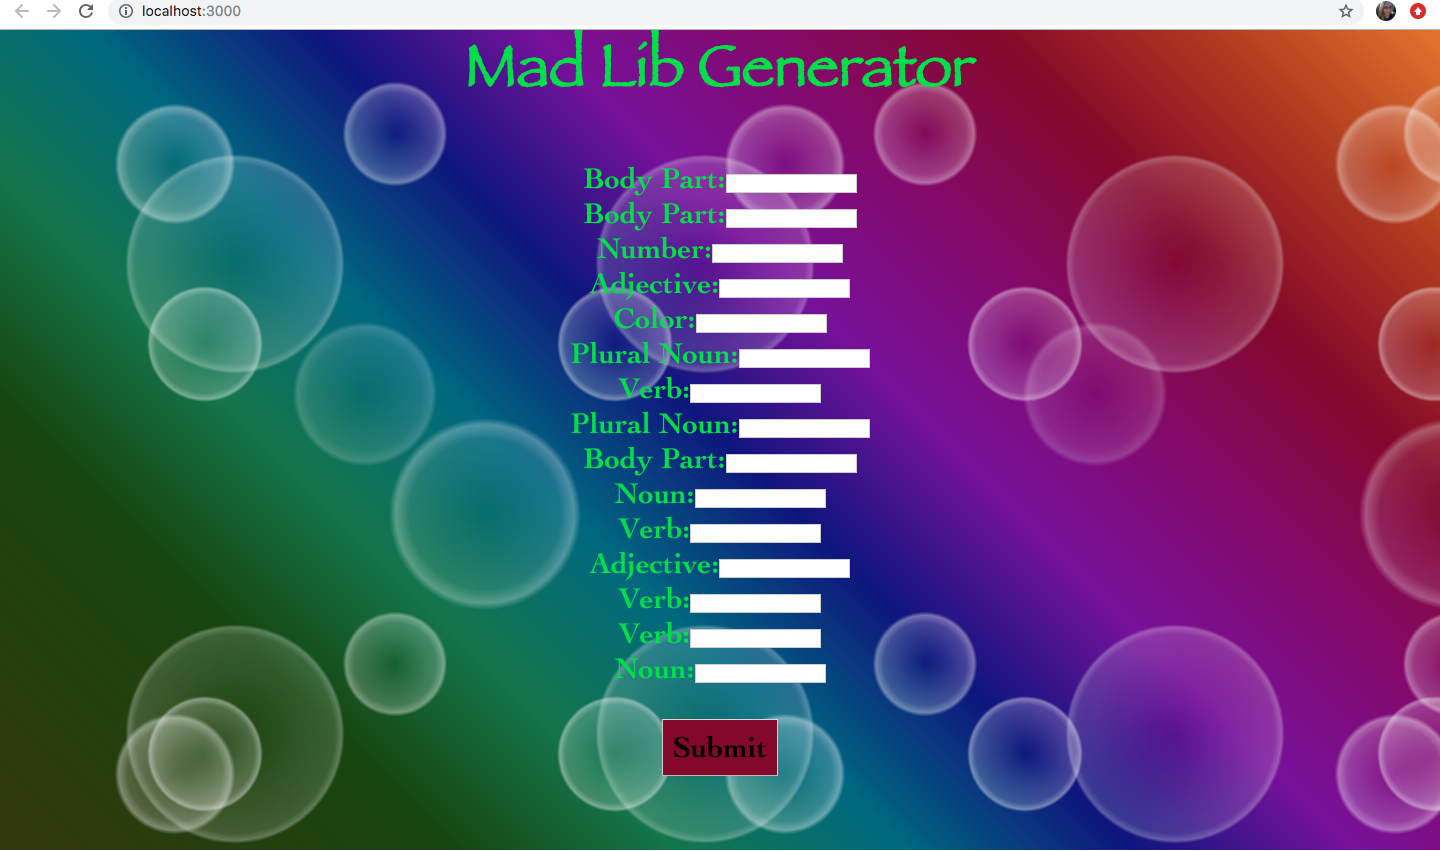 localhost:3000
Mad Lib Generator
Body Part:
Body Part:
Number:
Adjective:
Color:
Plural Noun:
Verb:
Plural Noun:
Body Part:
Noun:
Verb:
Adjective:
Verb:
Verb:
Noun:
Submit